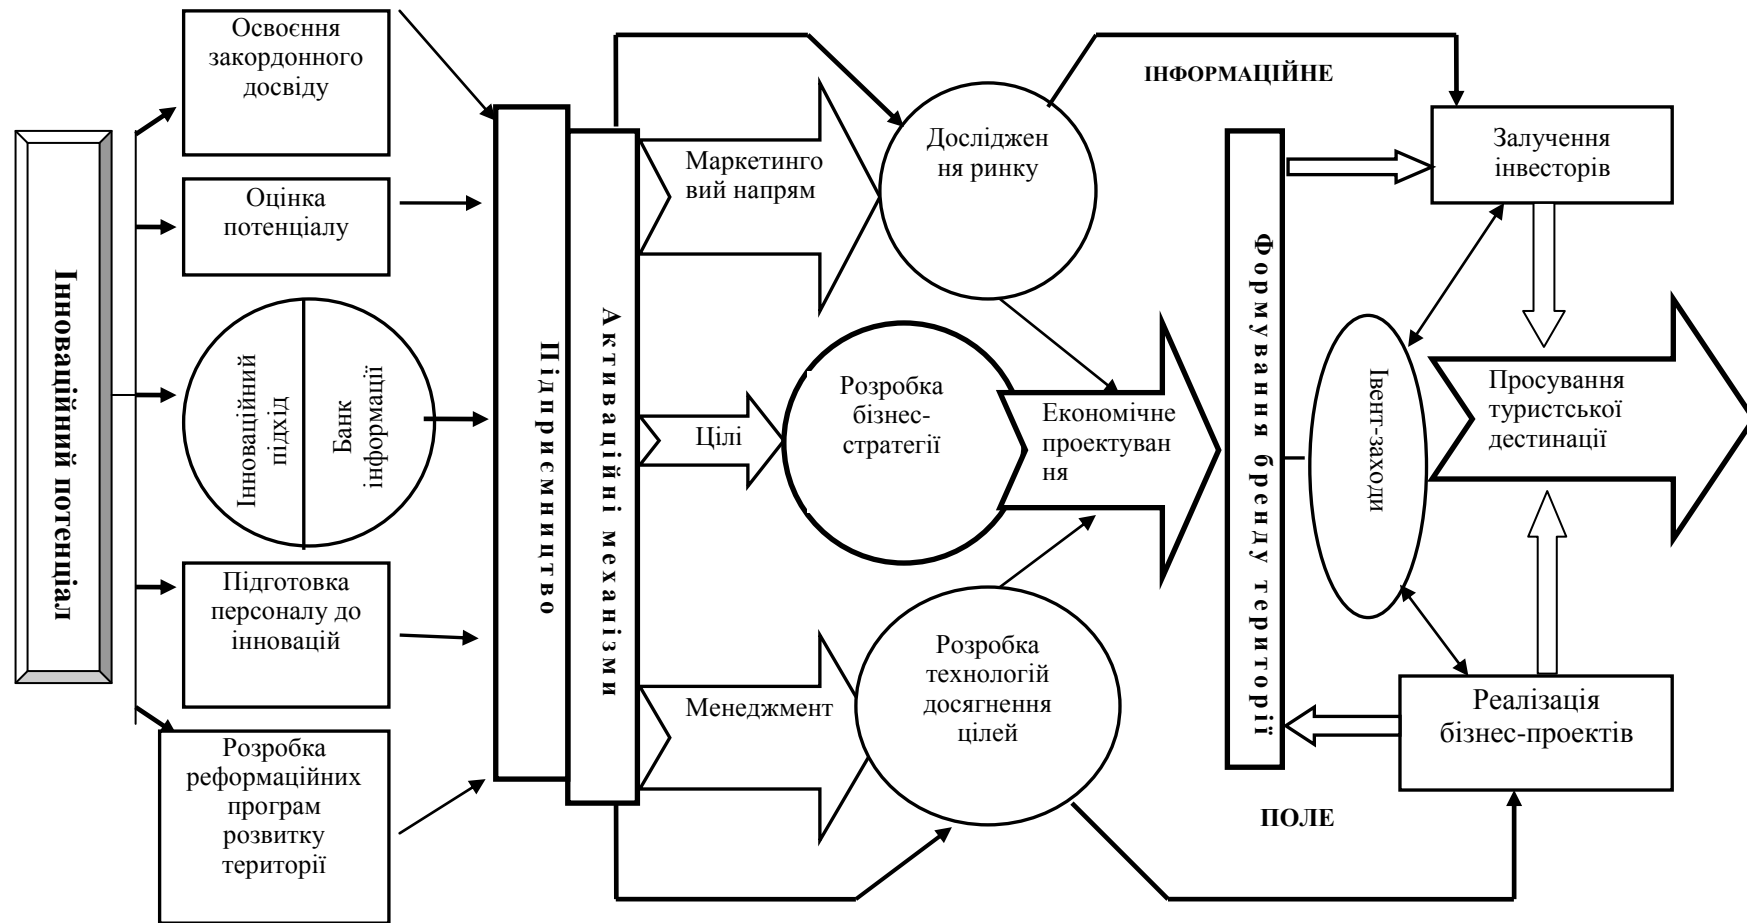 Інноваційний потенціал
Освоєння
закордонного
досвіду
Оцінка
потенціалу
Інноваційний
підхід
Банк
інформації
Підготовка
персоналу до
інновацій
Розробка
реформаційних
програм
розвитку
території
Підприємництво
Активаційні механізми
Маркетинго
вий напрям
Цілі
Менеджмент
Дослiджен
ня ринку
Розробка
бізнес-
стратегії
Розробка
технологій
досягнення
цілей
Економічне
проектуван
ня
ІНФОРМАЦІЙНЕ
Формування бренду території
ПОЛЕ
Івент-заходи
Залучення
інвесторів
Просування
туристської
дестинації
Реалізація
бізнес-проектів